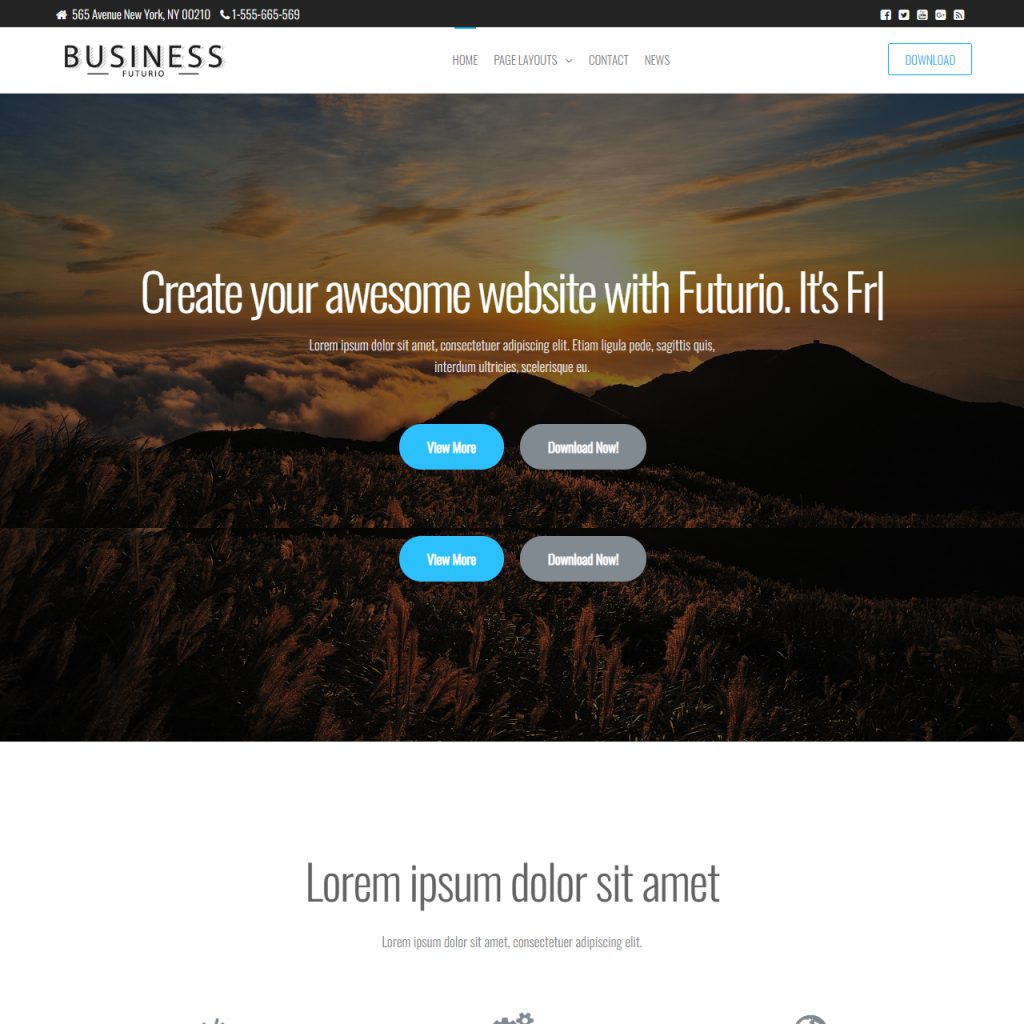 565 Avenue New York, NY 00210 1-555-665-569
BUSINESS
FUTURIO
HOME PAGE LAYOUTS CONTACT NEWS
DOWNLOAD
Create your awesome website with Futurio. It's Fr|
Lorem ipsum dolor sit amet, consectetuer adipiscing elit. Etiam ligula pede, sagittis quis,
interdum ultricies, scelerisque eu.
View More Download Now!
View More Download Now!
Lorem ipsum dolor sit amet
Lorem ipsum dolor sit amet, consectetuer adipiscing elit.